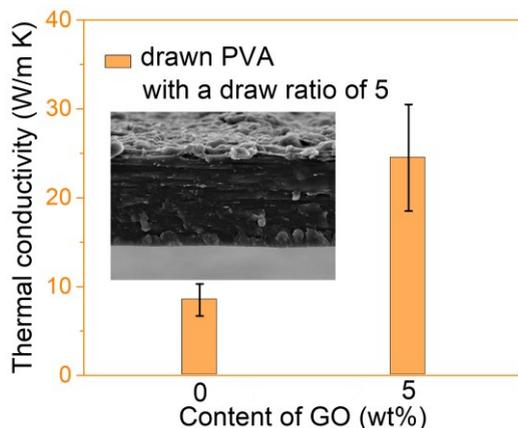 Thermal conductivity (W/m K)
40
30
20
10
0
drawn PVA
with a draw ratio of 5
0
5
Content of GO (wt%)